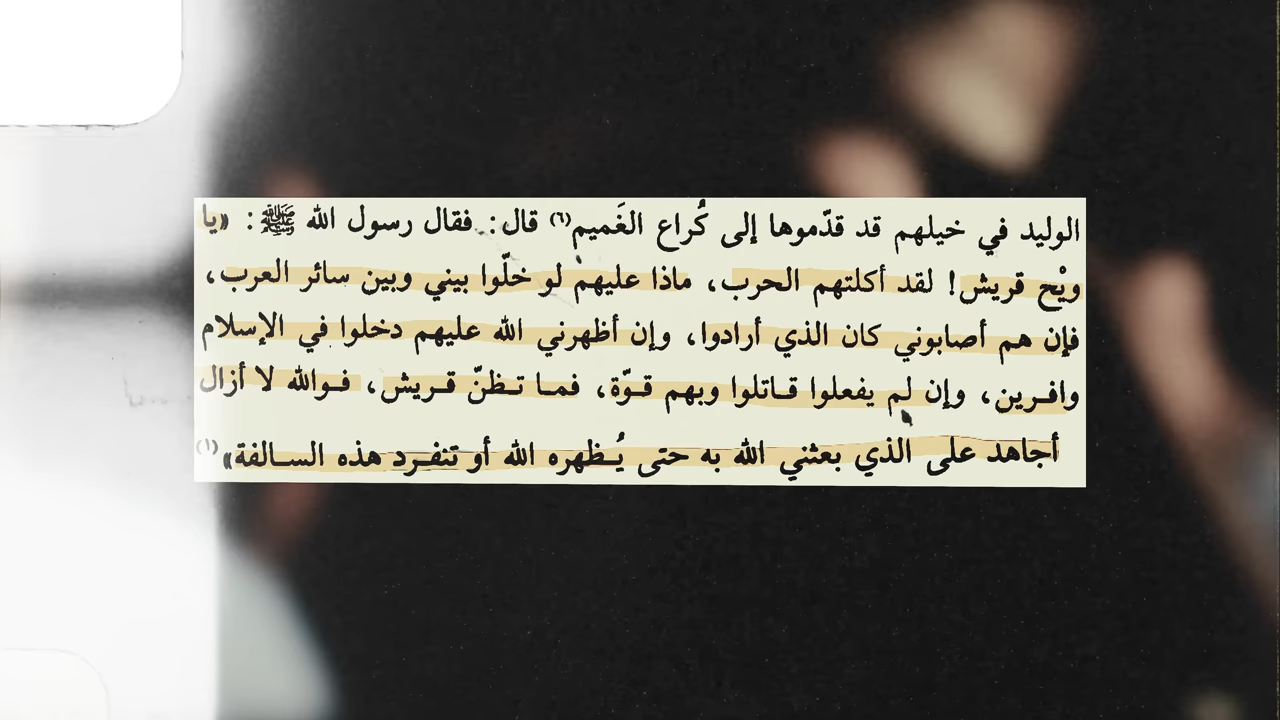 الوليد في خيلهم قد قدّموها إلى كُراع الغَميم(٦) قال: فقال رسول الله ﷺ: «يا
ويْح قريش! لقد أكلتهم الحرب، ماذا عليهم لو خلّوا بيني وبين سائر العرب،
فإن هم أصابوني كان الذي أرادوا، وإن أظهرني الله عليهم دخلوا في الإسلام
وافرين، وإن لم يفعلوا قاتلوا وبهم قوّة، فما تظنّ قريش، فوالله لا أزال
أجاهد على الذي بعثني الله به حتى يُظهره الله أو تنفرد هذه السالفة»(١)